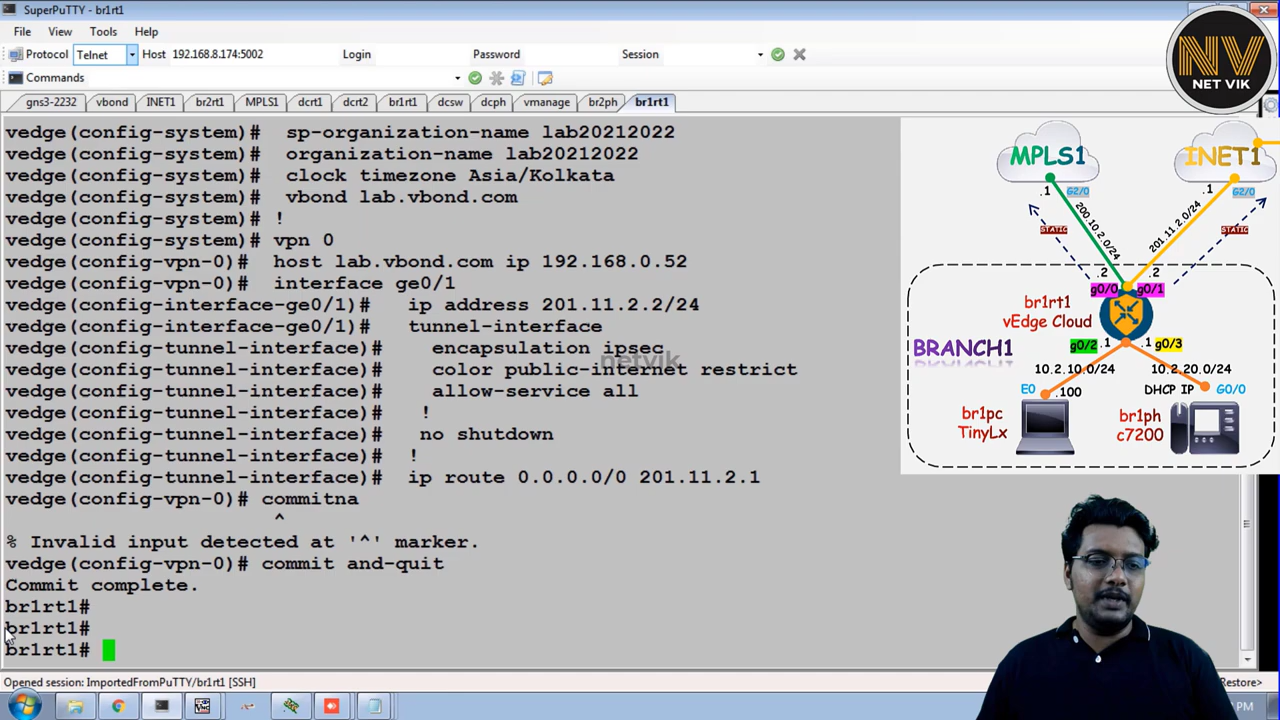 SuperPuTTY - br1rt1
File View Tools Help
Protocol Telnet Host 192.168.8.174:5002 Login Password Session
Commands
gns3-2232 vbond INET1 br2rt1 MPLS1 dcrt1 dcrt2 br1rt1 dcsw dcph vmanage br2ph br1rt1
vedge(config-system)# sp-organization-name lab20212022
vedge(config-system)# organization-name lab20212022
vedge(config-system)# clock timezone Asia/Kolkata
vedge(config-system)# vbond lab.vbond.com
vedge(config-system)# !
vedge(config-system)# vpn 0
vedge(config-vpn-0)# host lab.vbond.com ip 192.168.0.52
vedge(config-vpn-0)# interface ge0/1
vedge(config-interface-ge0/1)# ip address 201.11.2.2/24
vedge(config-interface-ge0/1)# tunnel-interface
vedge(config-tunnel-interface)# encapsulation ipsec
vedge(config-tunnel-interface)# color public-internet restrict
vedge(config-tunnel-interface)# allow-service all
vedge(config-tunnel-interface)# !
vedge(config-tunnel-interface)# no shutdown
vedge(config-tunnel-interface)# !
vedge(config-tunnel-interface)# ip route 0.0.0.0/0 201.11.2.1
vedge(config-vpn-0)# commitna
^
% Invalid input detected at '^' marker.
vedge(config-vpn-0)# commit and-quit
Commit complete.
br1rt1#
br1rt1#
br1rt1#
netvik
Opened session: ImportedFromPuTTY/br1rt1 [SSH]
Restore>
PM
NV
NET VIK
MPLS1 INET1
.1 G2/0 .1 G2/0
STATIC 200.10.2.0/24 201.11.2.0/24 STATIC
.2 .2
g0/0 g0/1
br1rt1
vEdge Cloud
BRANCH1
g0/2 .1 .1 g0/3
10.2.10.0/24 10.2.20.0/24
E0 .100 DHCP IP G0/0
br1pc
TinyLx
br1ph
c7200